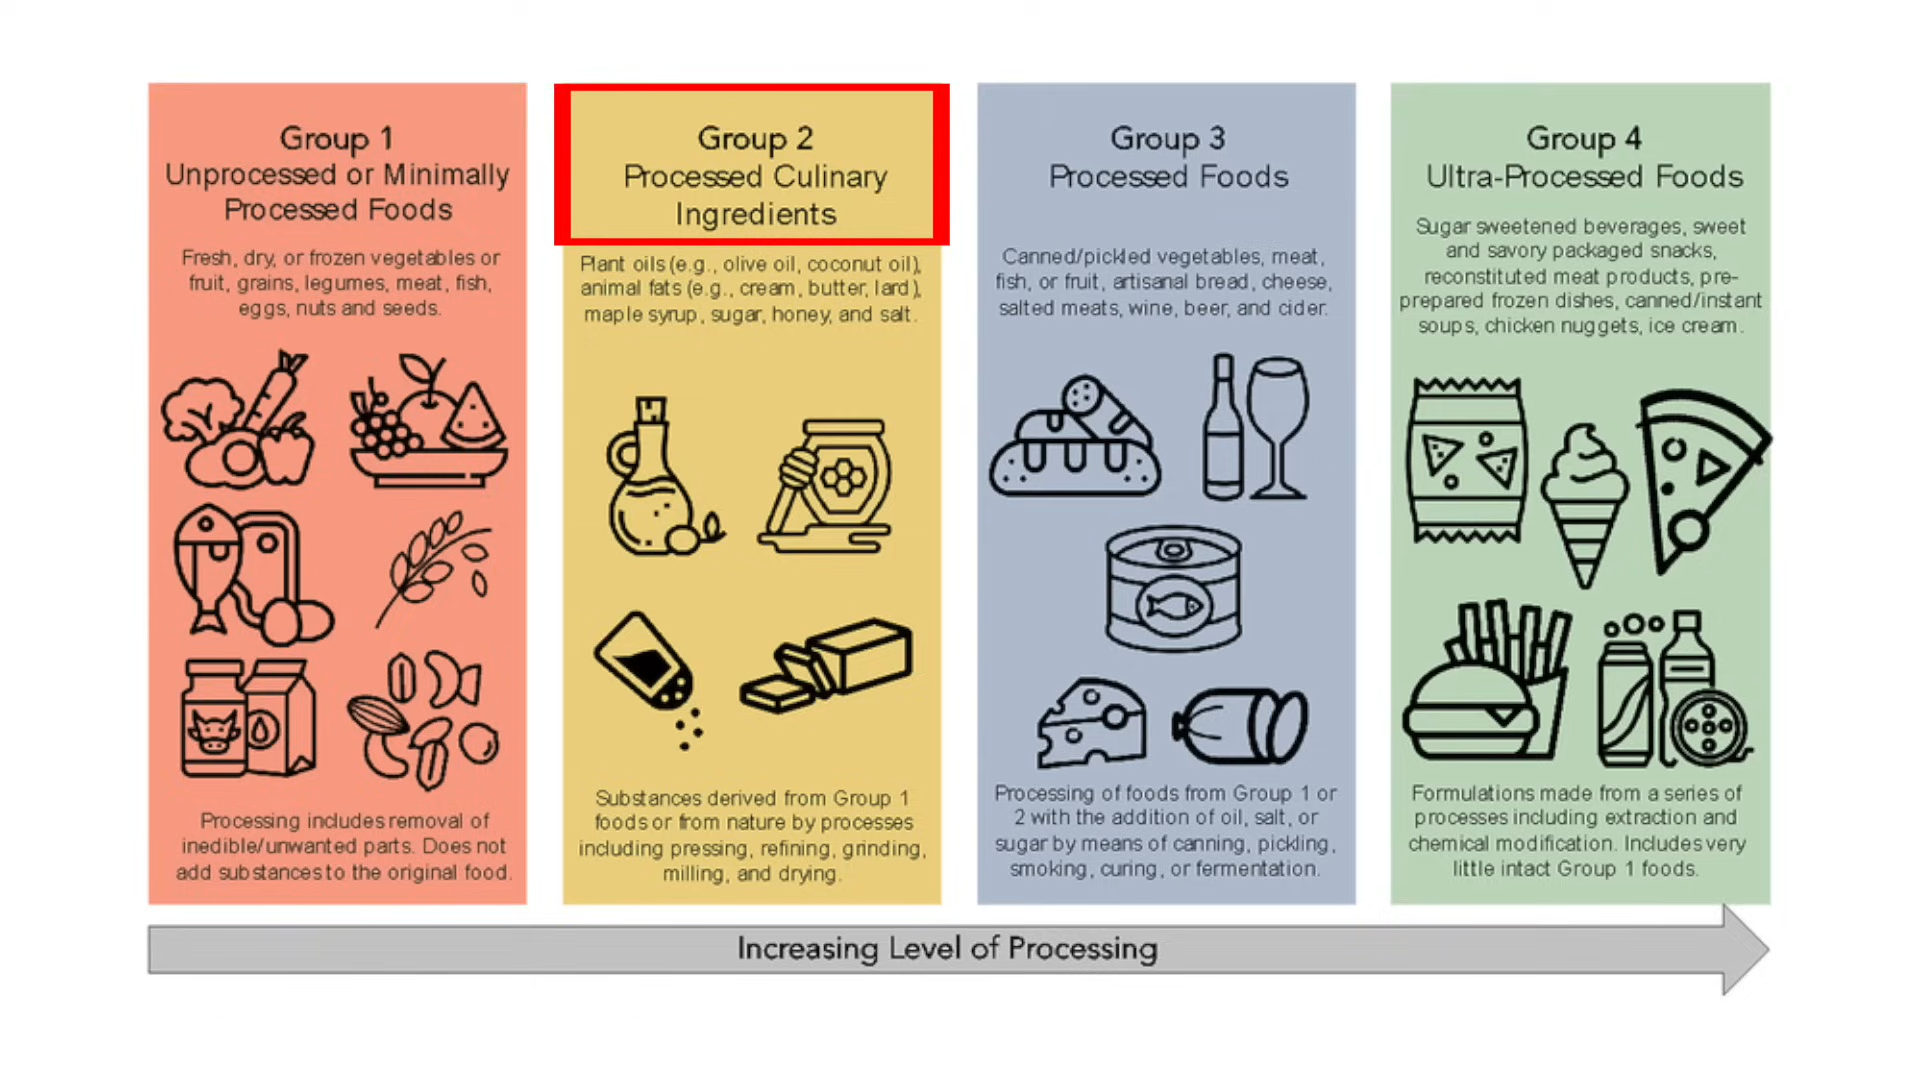 Group 1
Unprocessed or Minimally
Processed Foods
Fresh, dry, or frozen vegetables or
fruit, grains, legumes, meat, fish,
eggs, nuts and seeds.
Processing includes removal of
inedible/unwanted parts. Does not
add substances to the original food.
Group 2
Processed Culinary
Ingredients
Plant oils (e.g., olive oil, coconut oil),
animal fats (e.g., cream, butter, lard),
maple syrup, sugar, honey, and salt.
Substances derived from Group 1
foods or from nature by processes
including pressing, refining, grinding,
milling, and drying.
Group 3
Processed Foods
Canned/pickled vegetables, meat,
fish, or fruit, artisanal bread, cheese,
salted meats, wine, beer, and cider.
Processing of foods from Group 1 or
2 with the addition of oil, salt, or
sugar by means of canning, pickling,
smoking, curing, or fermentation.
Group 4
Ultra-Processed Foods
Sugar sweetened beverages, sweet
and savory packaged snacks,
reconstituted meat products, pre-
prepared frozen dishes, canned/instant
soups, chicken nuggets, ice cream.
Formulations made from a series of
processes including extraction and
chemical modification. Includes very
little intact Group 1 foods.
Increasing Level of Processing